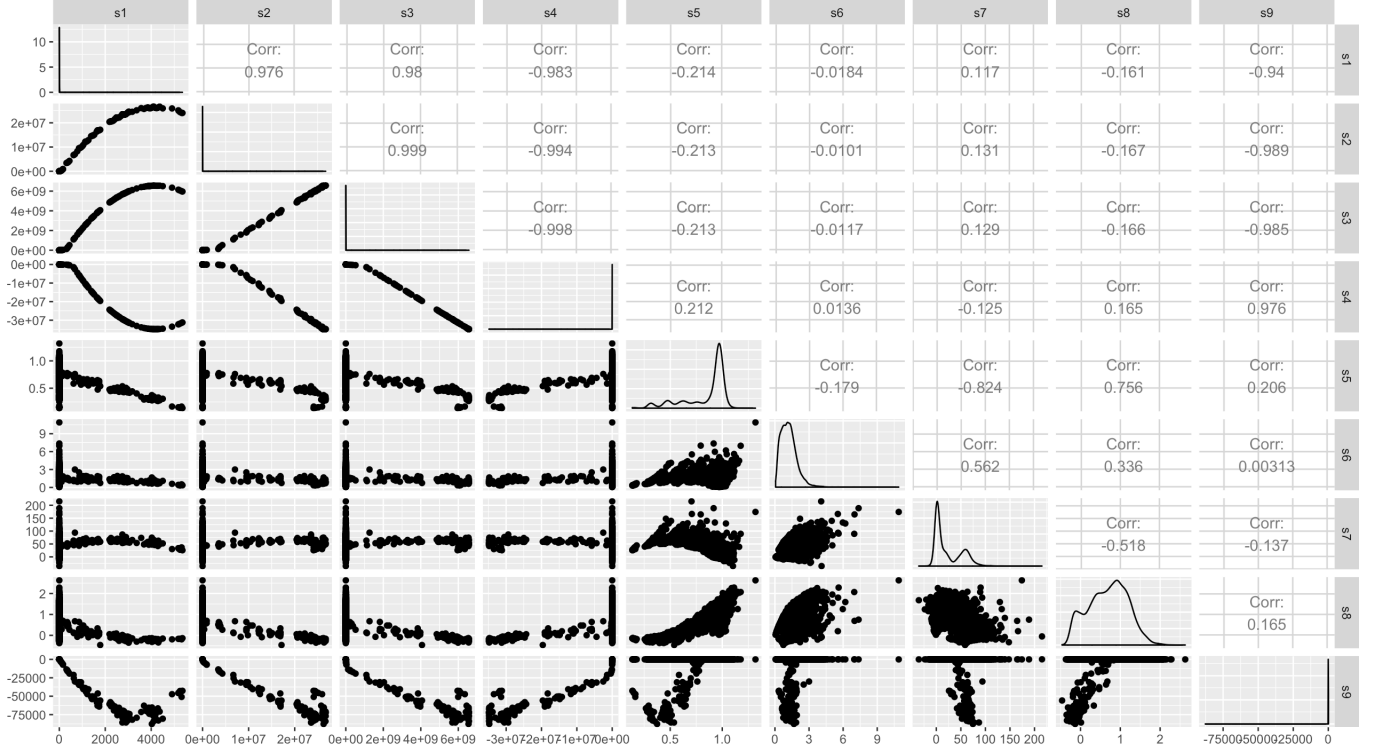 s1 s2 s3 s4 s5 s6 s7 s8 s9
10
5
0
Corr:
0.976
Corr:
0.98
Corr:
-0.983
Corr:
-0.214
Corr:
-0.0184
Corr:
0.117
Corr:
-0.161
Corr:
-0.94
s1
2e+07
1e+07
0e+00
Corr:
0.999
Corr:
-0.994
Corr:
-0.213
Corr:
-0.0101
Corr:
0.131
Corr:
-0.167
Corr:
-0.989
s2
6e+09
4e+09
2e+09
0e+00
Corr:
-0.998
Corr:
-0.213
Corr:
-0.0117
Corr:
0.129
Corr:
-0.166
Corr:
-0.985
s3
0e+00
-1e+07
-2e+07
-3e+07
Corr:
0.212
Corr:
0.0136
Corr:
-0.125
Corr:
0.165
Corr:
0.976
s4
1.0
0.5
Corr:
-0.179
Corr:
-0.824
Corr:
0.756
Corr:
0.206
s5
9
6
3
0
Corr:
0.562
Corr:
0.336
Corr:
0.00313
s6
200
150
100
50
0
Corr:
-0.518
Corr:
-0.137
s7
2
1
0
Corr:
0.165
s8
0
-25000
-50000
-75000
s9
0 2000 4000
0e+00 1e+07 2e+07
0e+00 2e+09 4e+09 6e+09
-3e+07 -2e+07 -1e+07 0e+00
0.5 1.0
0 3 6 9
0 50 100 150 200
0 1 2
-75000 -50000 -25000 0